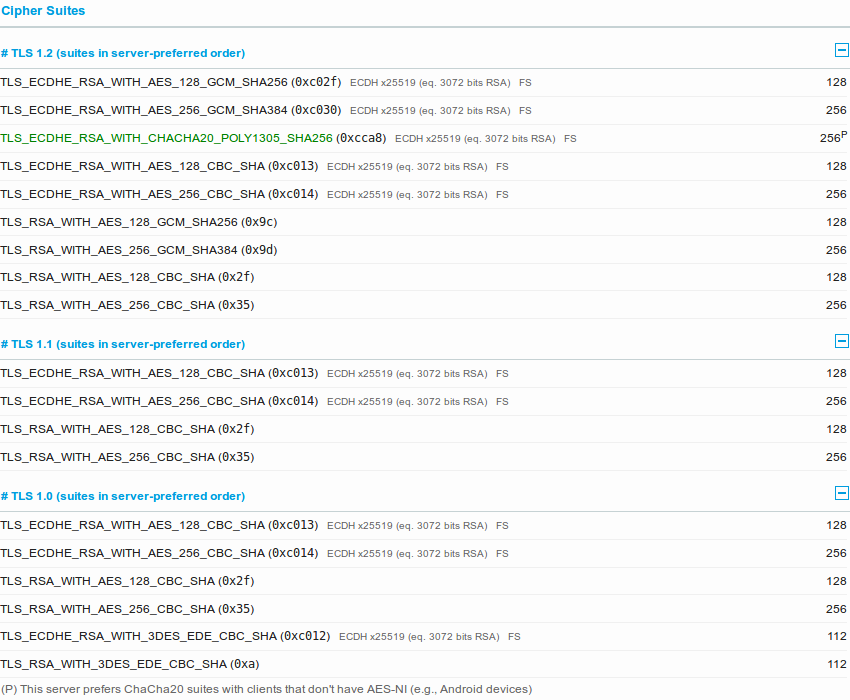 Cipher Suites
# TLS 1.2 (suites in server-preferred order)
TLS_ECDHE_RSA_WITH_AES_128_GCM_SHA256 (0xc02f) ECDH x25519 (eq. 3072 bits RSA) FS 128
TLS_ECDHE_RSA_WITH_AES_256_GCM_SHA384 (0xc030) ECDH x25519 (eq. 3072 bits RSA) FS 256
TLS_ECDHE_RSA_WITH_CHACHA20_POLY1305_SHA256 (0xcca8) ECDH x25519 (eq. 3072 bits RSA) FS 256P
TLS_ECDHE_RSA_WITH_AES_128_CBC_SHA (0xc013) ECDH x25519 (eq. 3072 bits RSA) FS 128
TLS_ECDHE_RSA_WITH_AES_256_CBC_SHA (0xc014) ECDH x25519 (eq. 3072 bits RSA) FS 256
TLS_RSA_WITH_AES_128_GCM_SHA256 (0x9c) 128
TLS_RSA_WITH_AES_256_GCM_SHA384 (0x9d) 256
TLS_RSA_WITH_AES_128_CBC_SHA (0x2f) 128
TLS_RSA_WITH_AES_256_CBC_SHA (0x35) 256
# TLS 1.1 (suites in server-preferred order)
TLS_ECDHE_RSA_WITH_AES_128_CBC_SHA (0xc013) ECDH x25519 (eq. 3072 bits RSA) FS 128
TLS_ECDHE_RSA_WITH_AES_256_CBC_SHA (0xc014) ECDH x25519 (eq. 3072 bits RSA) FS 256
TLS_RSA_WITH_AES_128_CBC_SHA (0x2f) 128
TLS_RSA_WITH_AES_256_CBC_SHA (0x35) 256
# TLS 1.0 (suites in server-preferred order)
TLS_ECDHE_RSA_WITH_AES_128_CBC_SHA (0xc013) ECDH x25519 (eq. 3072 bits RSA) FS 128
TLS_ECDHE_RSA_WITH_AES_256_CBC_SHA (0xc014) ECDH x25519 (eq. 3072 bits RSA) FS 256
TLS_RSA_WITH_AES_128_CBC_SHA (0x2f) 128
TLS_RSA_WITH_AES_256_CBC_SHA (0x35) 256
TLS_ECDHE_RSA_WITH_3DES_EDE_CBC_SHA (0xc012) ECDH x25519 (eq. 3072 bits RSA) FS 112
TLS_RSA_WITH_3DES_EDE_CBC_SHA (0xa) 112
(P) This server prefers ChaCha20 suites with clients that don't have AES-NI (e.g., Android devices)